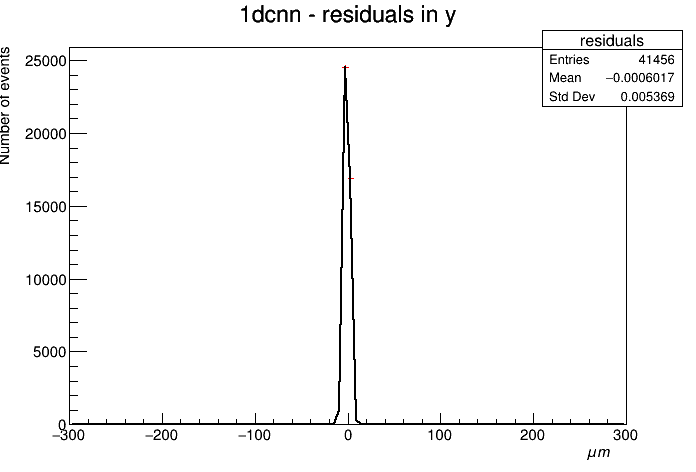 1dcnn - residuals in y
residuals
Entries 41456
Mean −0.0006017
Std Dev 0.005369
Number of events
25000
20000
15000
10000
5000
0
−300 −200 −100 0 100 200 300
μm